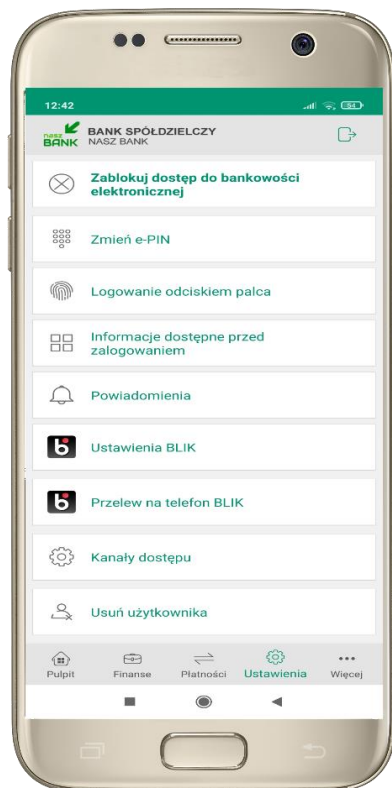 12:42
54
nasz
BANK
BANK SPÓŁDZIELCZY
NASZ BANK
Zablokuj dostęp do bankowości
elektronicznej
Zmień e-PIN
Logowanie odciskiem palca
Informacje dostępne przed
zalogowaniem
Powiadomienia
Ustawienia BLIK
Przelew na telefon BLIK
Kanały dostępu
Usuń użytkownika
Pulpit Finanse Płatności Ustawienia Więcej